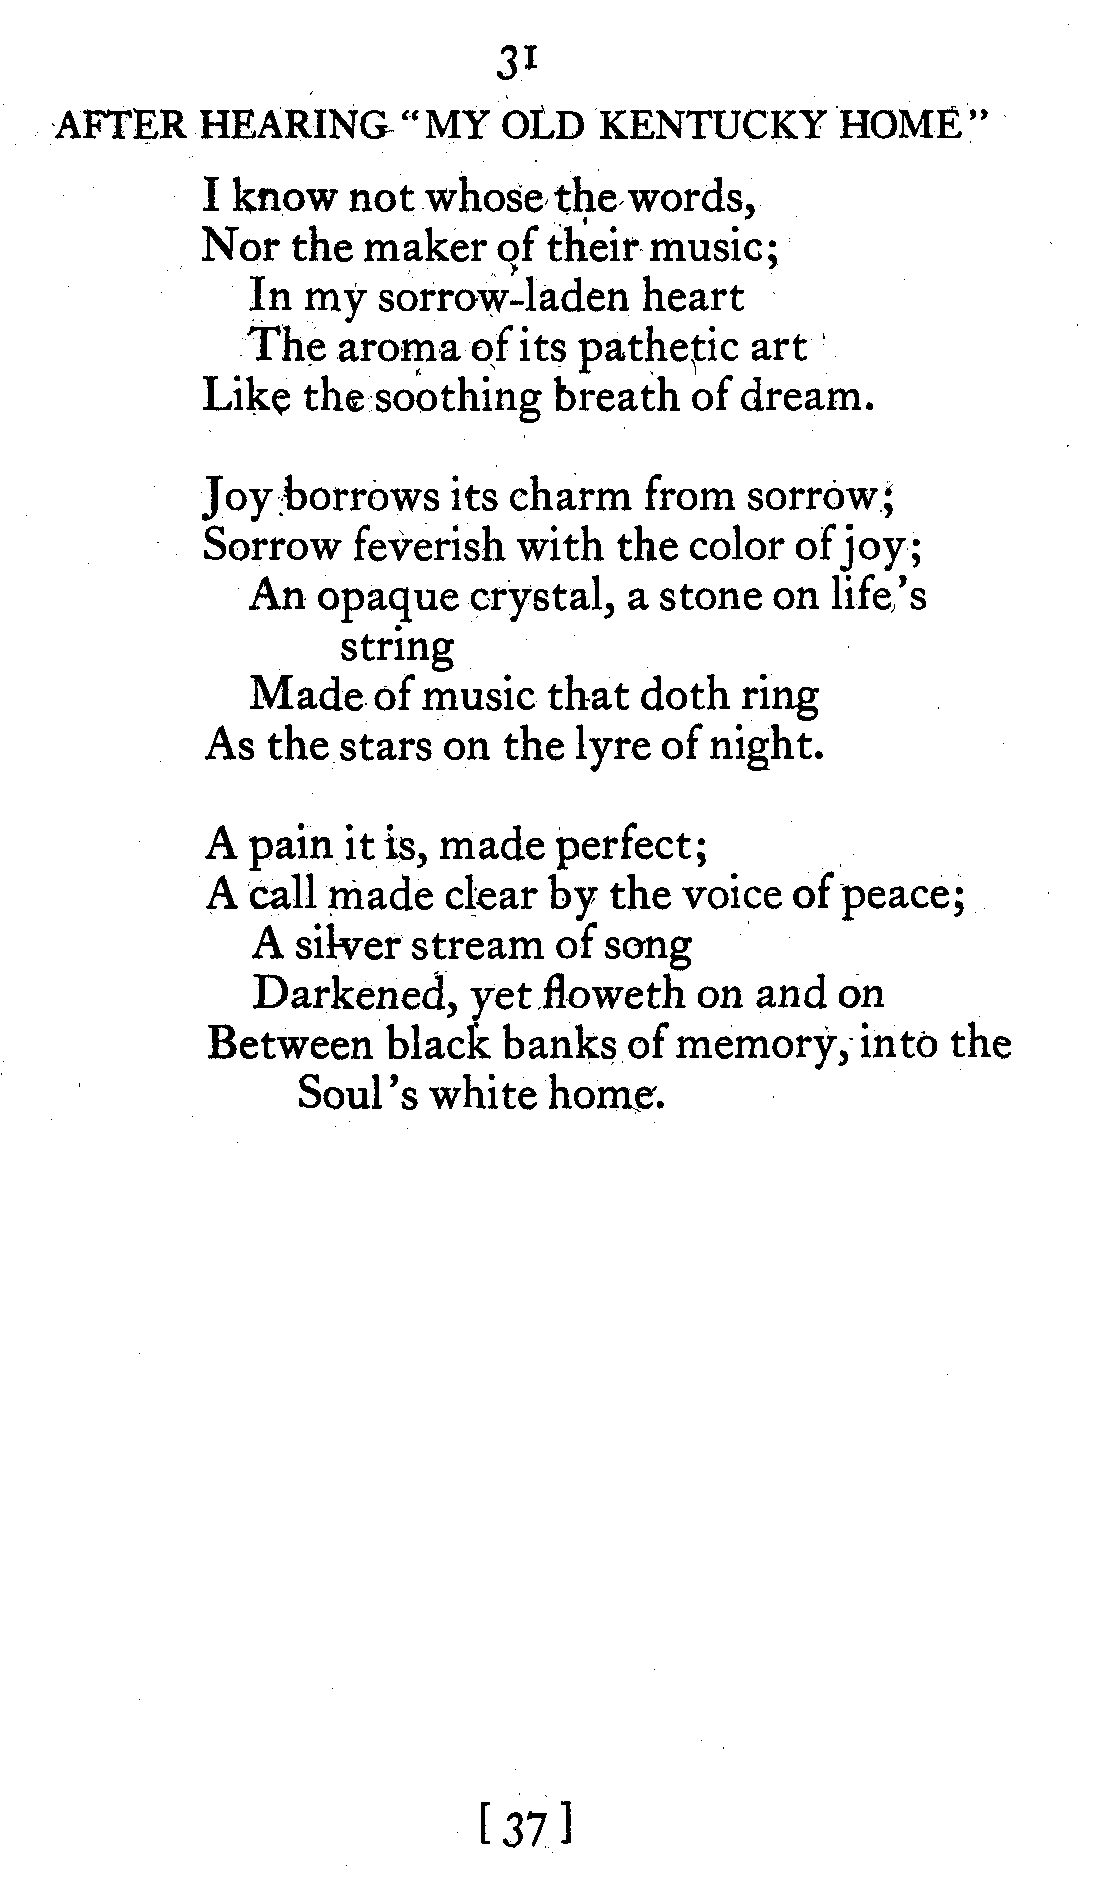 31
AFTER HEARING "MY OLD KENTUCKY HOME"
I know not whose the words,
Nor the maker of their music;
In my sorrow-laden heart
The aroma of its pathetic art
Like the soothing breath of dream.
Joy borrows its charm from sorrow;
Sorrow feverish with the color of joy;
An opaque crystal, a stone on life's
string
Made of music that doth ring
As the stars on the lyre of night.
A pain it is, made perfect;
A call made clear by the voice of peace;
A silver stream of song
Darkened, yet floweth on and on
Between black banks of memory, into the
Soul's white home.
[37]